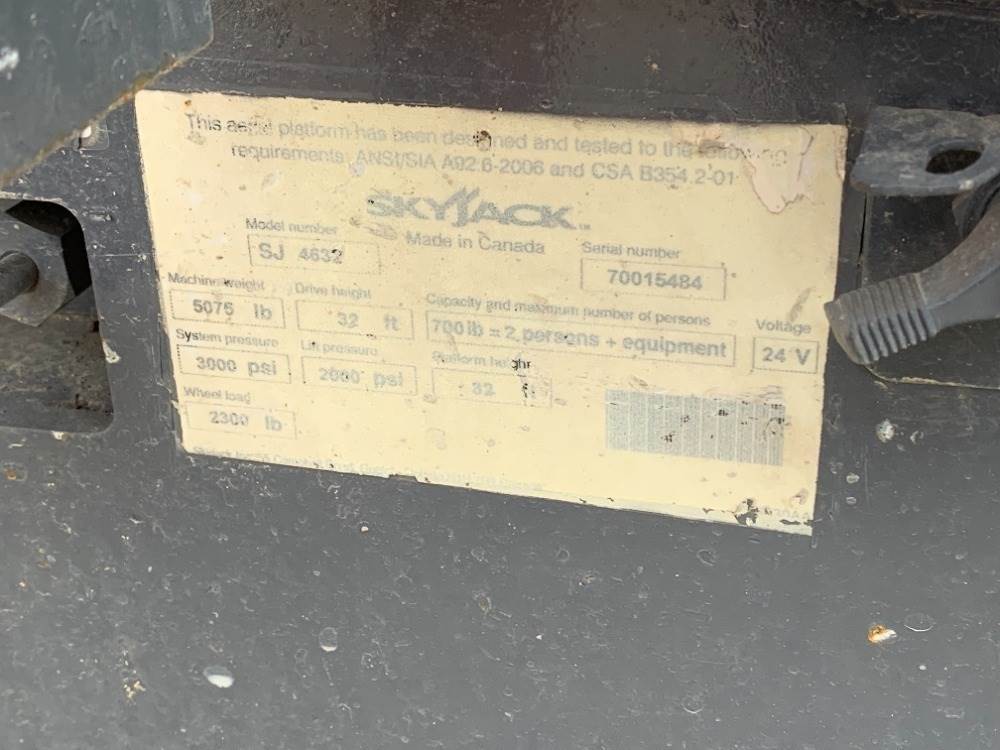 This aerial platform has been designed and tested to the following
requirements: ANSI/SIA A92.6-2006 and CSA B354.2-01
SKYJACK™
Made in Canada
Model number
SJ 4632
Serial number
70015484
Machine weight
5075 lb
Drive height
32 ft
Capacity and maximum number of persons
700 lb = 2 persons + equipment
Voltage
24 V
System pressure
3000 psi
Lift pressure
2000 psi
Platform height
32 ft
Wheel load
2300 lb